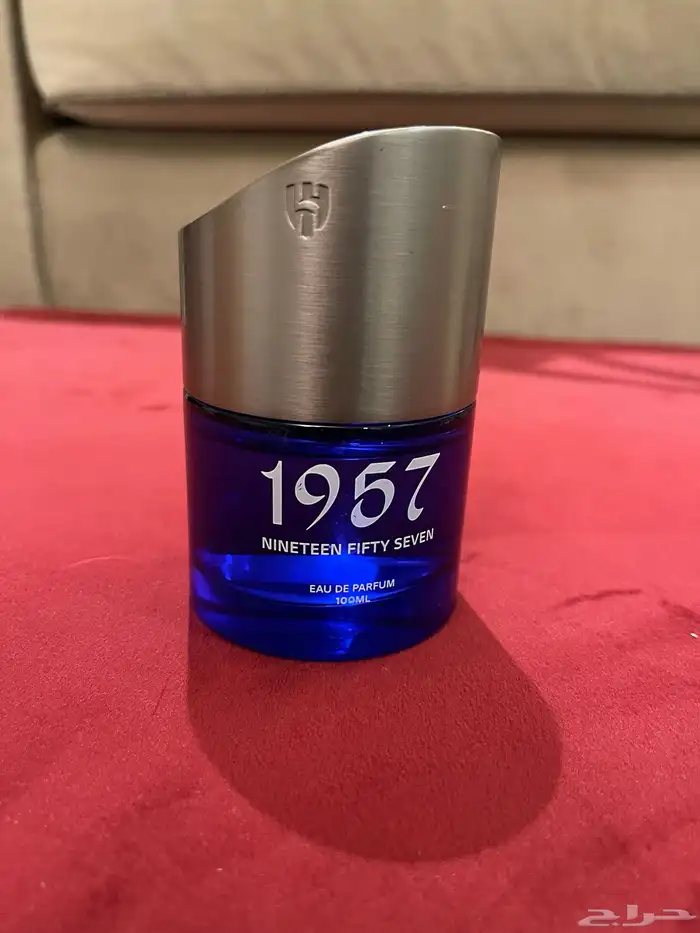 1957
NINETEEN FIFTY SEVEN
EAU DE PARFUM
100ML
حراج